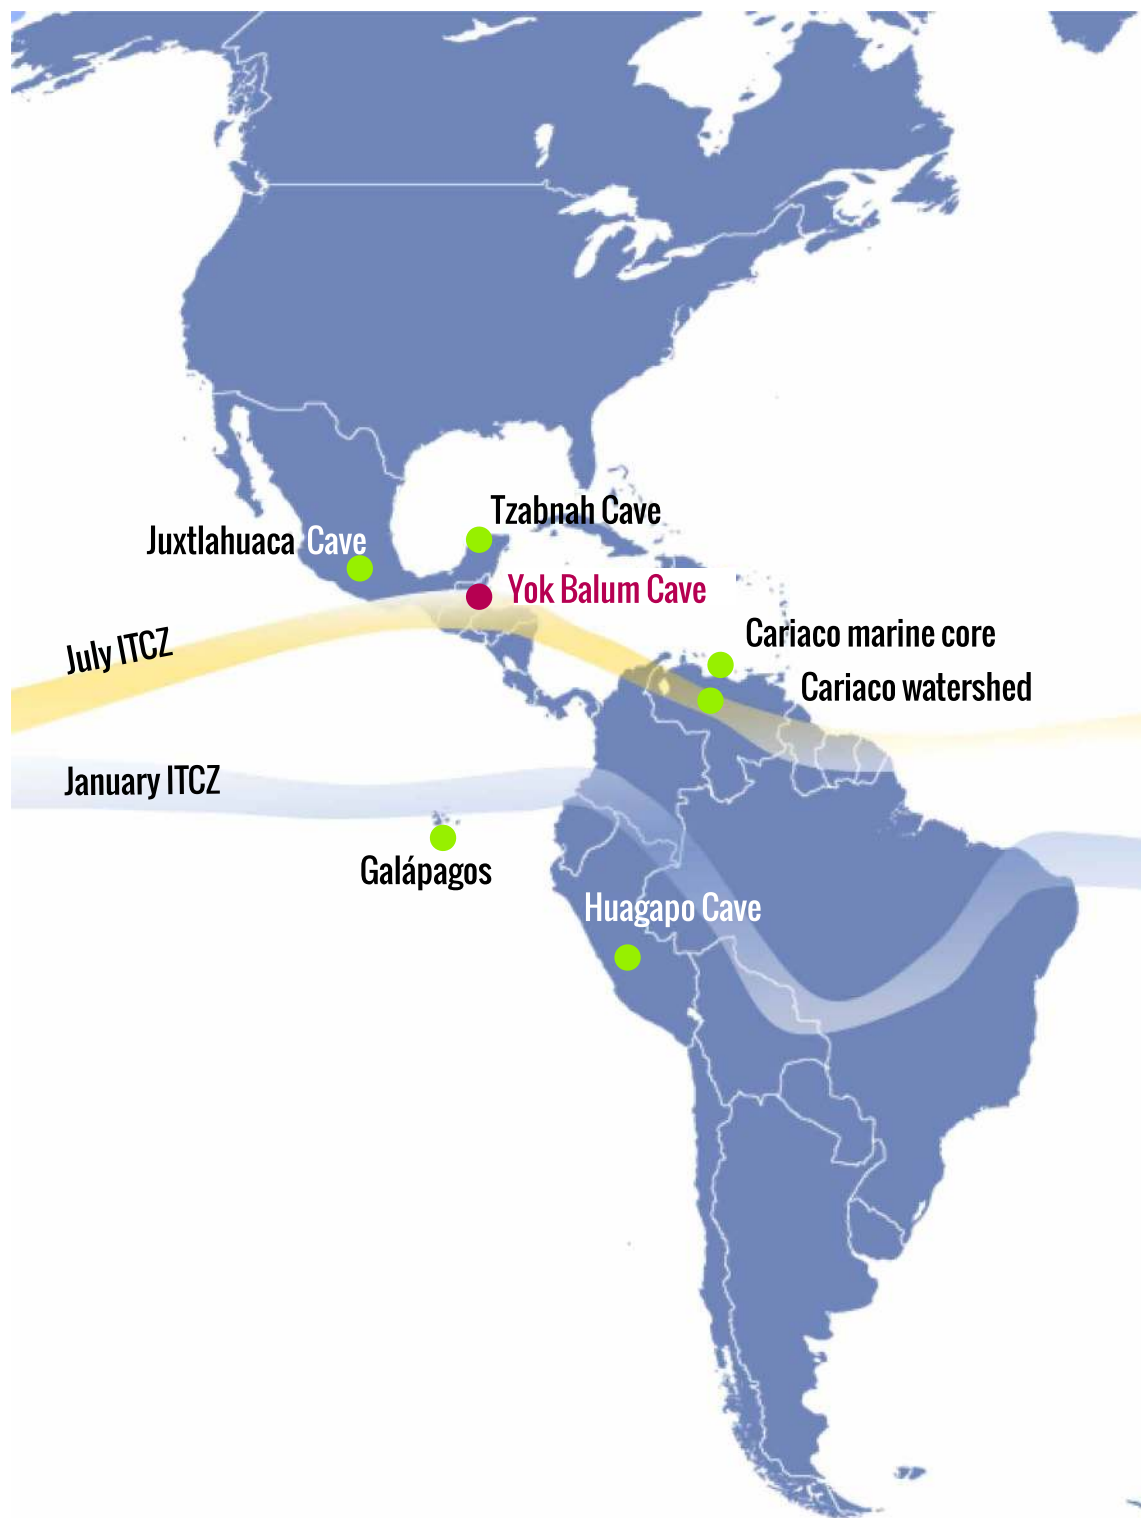 Tzabnah Cave
Juxtlahuaca Cave
Yok Balum Cave
Cariaco marine core
July ITCZ
Cariaco watershed
January ITCZ
Galápagos
Huagapo Cave